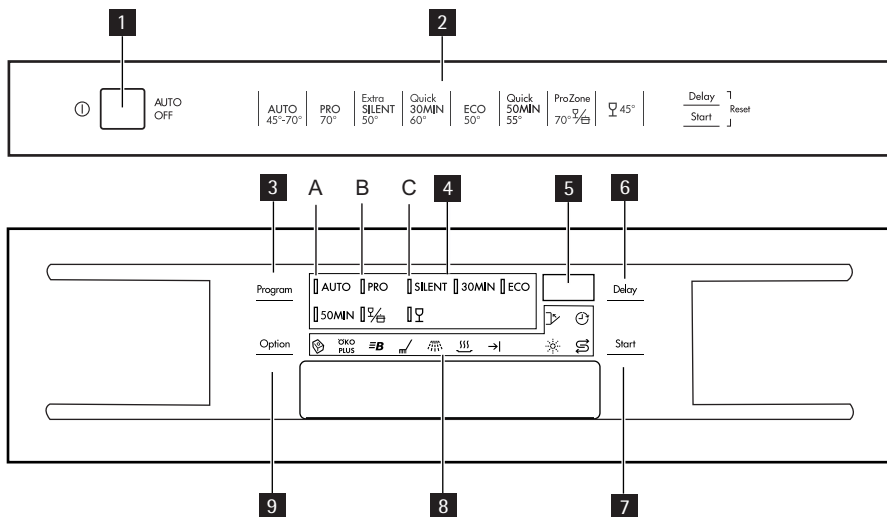 1
2
AUTO
OFF
AUTO
45°-70°
PRO
70°
Extra
SILENT
50°
Quick
30MIN
60°
ECO
50°
Quick
50MIN
55°
ProZone
70°
45°
Delay
Start
Reset
3
A
B
C
4
5
6
Program
AUTO
PRO
SILENT
30MIN
ECO
Delay
50MIN
Option
ÖKO
PLUS
B
Start
9
8
7